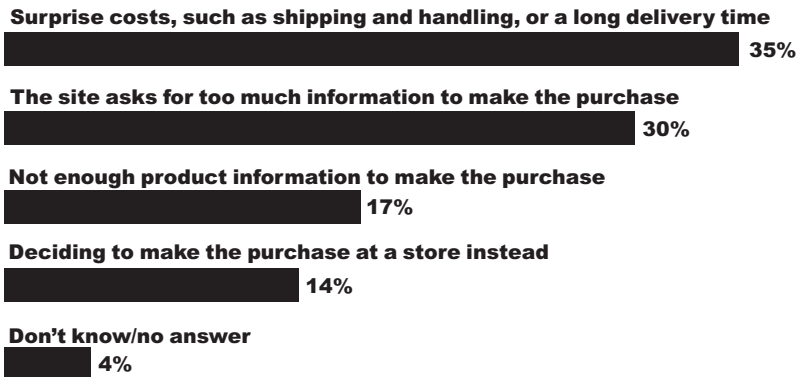 Surprise costs, such as shipping and handling, or a long delivery time
35%
The site asks for too much information to make the purchase
30%
Not enough product information to make the purchase
17%
Deciding to make the purchase at a store instead
14%
Don’t know/no answer
4%